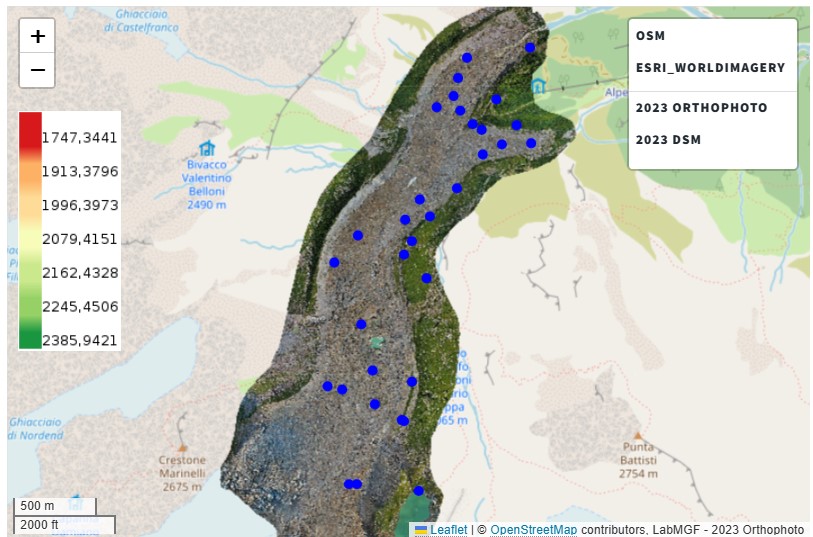 Ghiacciaio
di Castelfranco
+
−
OSM
ESRI_WORLDIMAGERY
2023 ORTHOPHOTO
2023 DSM
Alpe
1747,3441
1913,3796
1996,3973
2079,4151
2162,4328
2245,4506
2385,9421
Bivacco
Valentino
Belloni
2490 m
Ghiacciaio
di Nordend
Crestone
Marinelli
2675 m
65 m
Punta
Battisti
2754 m
500 m
2000 ft
Leaflet | © OpenStreetMap contributors, LabMGF - 2023 Orthophoto